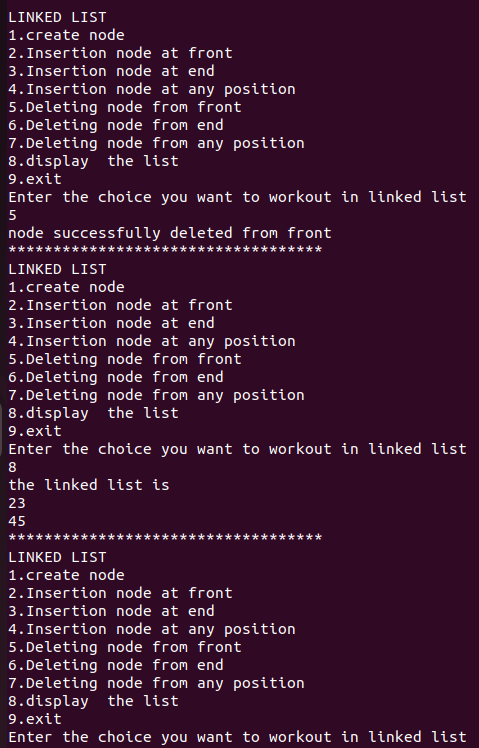 LINKED LIST
1.create node
2.Insertion node at front
3.Insertion node at end
4.Insertion node at any position
5.Deleting node from front
6.Deleting node from end
7.Deleting node from any position
8.display  the list
9.exit
Enter the choice you want to workout in linked list
5
node successfully deleted from front
***********************************
LINKED LIST
1.create node
2.Insertion node at front
3.Insertion node at end
4.Insertion node at any position
5.Deleting node from front
6.Deleting node from end
7.Deleting node from any position
8.display  the list
9.exit
Enter the choice you want to workout in linked list
8
the linked list is
23
45
***********************************
LINKED LIST
1.create node
2.Insertion node at front
3.Insertion node at end
4.Insertion node at any position
5.Deleting node from front
6.Deleting node from end
7.Deleting node from any position
8.display  the list
9.exit
Enter the choice you want to workout in linked list